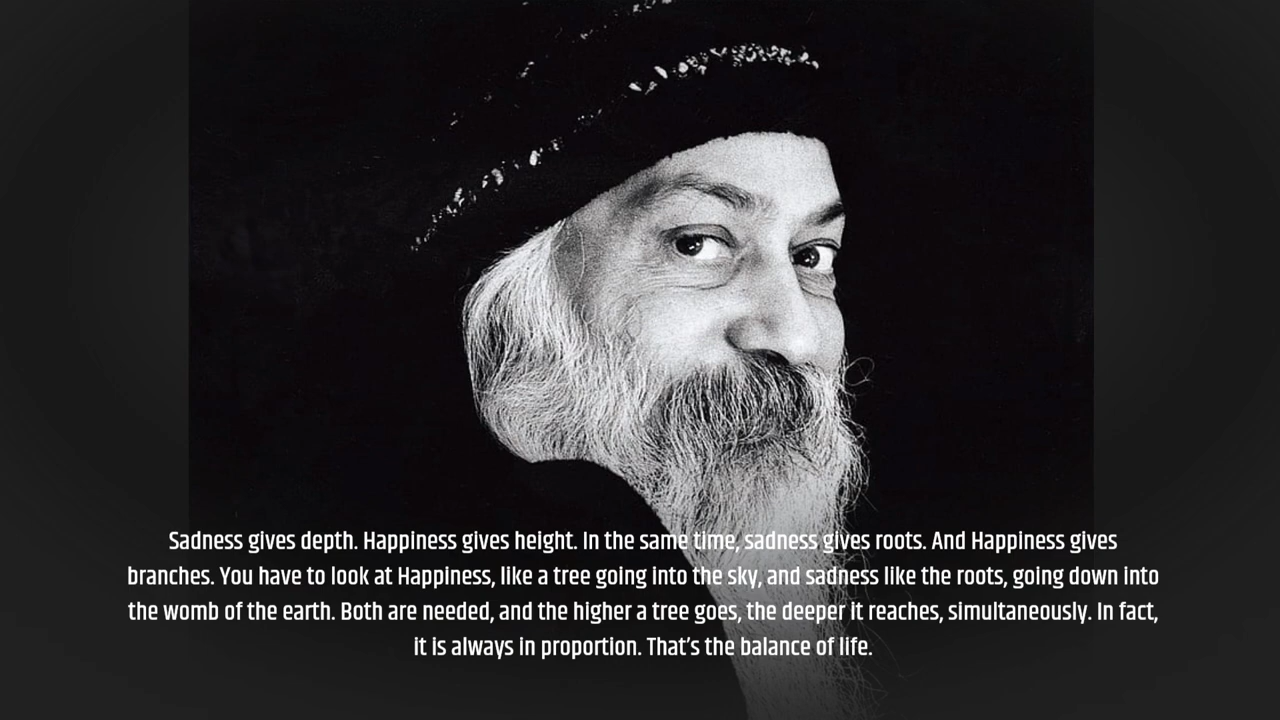 Sadness gives depth. Happiness gives height. In the same time, sadness gives roots. And Happiness gives
branches. You have to look at Happiness, like a tree going into the sky, and sadness like the roots, going down into
the womb of the earth. Both are needed, and the higher a tree goes, the deeper it reaches, simultaneously. In fact,
it is always in proportion. That’s the balance of life.